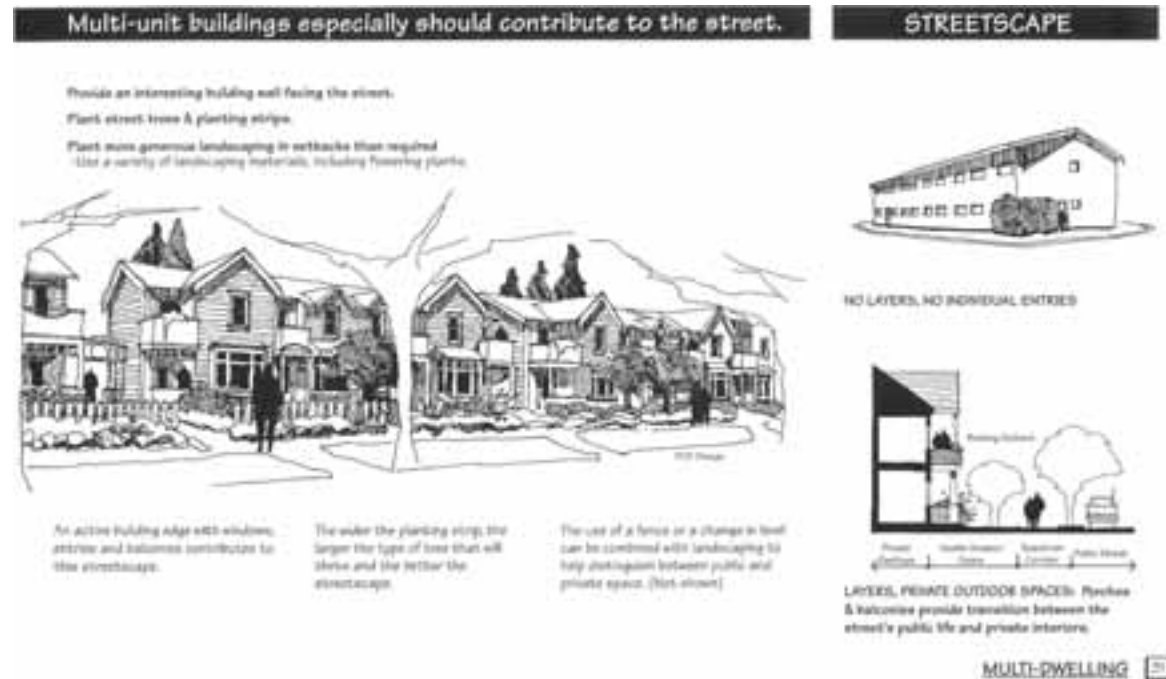 Multi-unit buildings especially should contribute to the street.
STREETSCAPE
Provide an interesting building wall facing the street.
Plant street trees & planting strips.
Plant more generous landscaping in setbacks than required
-Use a variety of landscaping materials, including flowering plants.
NO LAYERS, NO INDIVIDUAL ENTRIES
An active building edge with windows,
entries and balconies contributes to
this streetscape.
The wider the planting strip, the
larger the type of tree that will
thrive and the better the
streetscape.
The use of a fence or a change in level
can be combined with landscaping to
help distinguish between public and
private space. (Not shown)
Private
Pedestrian
Corridor
Public Street
LAYERS, PRIVATE OUTDOOR SPACES: Porches
& balconies provide transition between the
street's public life and private interiors.
MULTI-DWELLING